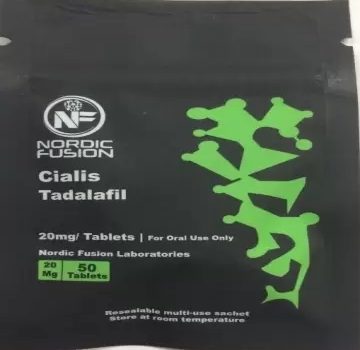 NF
NORDIC
FUSION
Cialis
Tadalafil
20mg/ Tablets | For Oral Use Only
Nordic Fusion Laboratories
20 Mg 50 Tablets
Resealable multi-use sachet
Store at room temperature